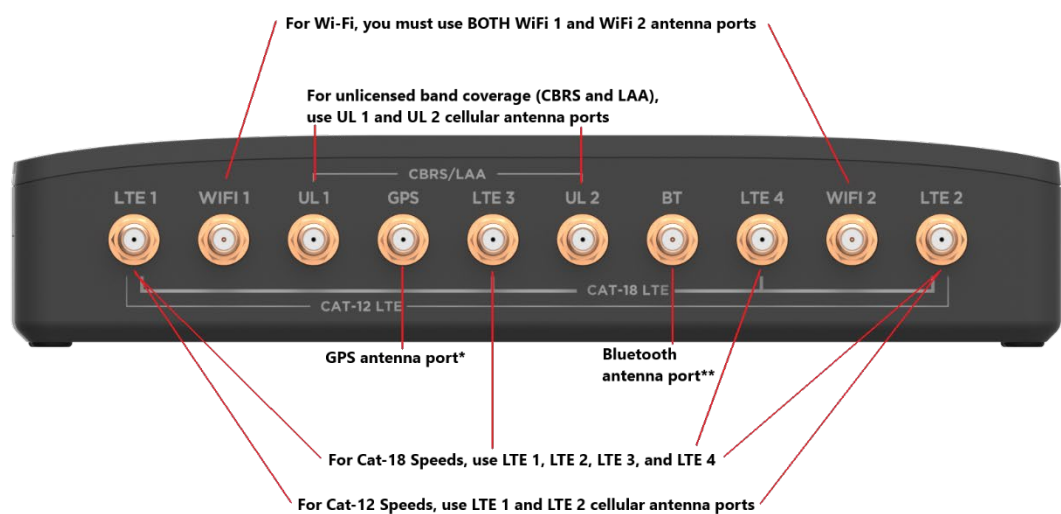 For Wi-Fi, you must use BOTH WiFi 1 and WiFi 2 antenna ports
For unlicensed band coverage (CBRS and LAA),
use UL 1 and UL 2 cellular antenna ports
CBRS/LAA
LTE 1 WIFI 1 UL 1 GPS LTE 3 UL 2 BT LTE 4 WIFI 2 LTE 2
CAT-18 LTE
CAT-12 LTE
GPS antenna port*
Bluetooth
antenna port**
For Cat-18 Speeds, use LTE 1, LTE 2, LTE 3, and LTE 4
For Cat-12 Speeds, use LTE 1 and LTE 2 cellular antenna ports